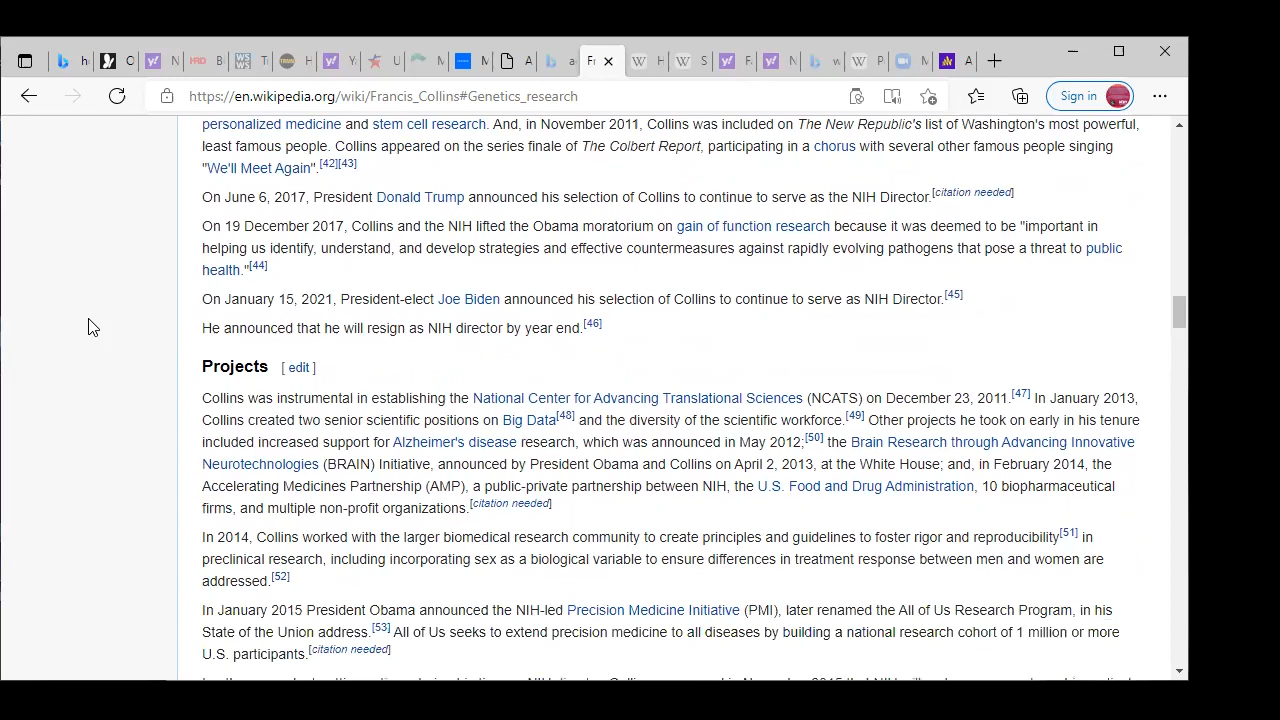 h
O
N
HRD B
WS WS T
TRAIN H
Y
U
M
M
A
a
Fr
H
S
F
N
w
P
M
A
https://en.wikipedia.org/wiki/Francis_Collins#Genetics_research
Sign in
personalized medicine and stem cell research. And, in November 2011, Collins was included on The New Republic's list of Washington's most powerful,
least famous people. Collins appeared on the series finale of The Colbert Report, participating in a chorus with several other famous people singing
"We'll Meet Again".[42][43]
On June 6, 2017, President Donald Trump announced his selection of Collins to continue to serve as the NIH Director.[citation needed]
On 19 December 2017, Collins and the NIH lifted the Obama moratorium on gain of function research because it was deemed to be "important in
helping us identify, understand, and develop strategies and effective countermeasures against rapidly evolving pathogens that pose a threat to public
health."[44]
On January 15, 2021, President-elect Joe Biden announced his selection of Collins to continue to serve as NIH Director.[45]
He announced that he will resign as NIH director by year end.[46]
Projects [ edit ]
Collins was instrumental in establishing the National Center for Advancing Translational Sciences (NCATS) on December 23, 2011.[47] In January 2013,
Collins created two senior scientific positions on Big Data[48] and the diversity of the scientific workforce.[49] Other projects he took on early in his tenure
included increased support for Alzheimer's disease research, which was announced in May 2012;[50] the Brain Research through Advancing Innovative
Neurotechnologies (BRAIN) Initiative, announced by President Obama and Collins on April 2, 2013, at the White House; and, in February 2014, the
Accelerating Medicines Partnership (AMP), a public-private partnership between NIH, the U.S. Food and Drug Administration, 10 biopharmaceutical
firms, and multiple non-profit organizations.[citation needed]
In 2014, Collins worked with the larger biomedical research community to create principles and guidelines to foster rigor and reproducibility[51] in
preclinical research, including incorporating sex as a biological variable to ensure differences in treatment response between men and women are
addressed.[52]
In January 2015 President Obama announced the NIH-led Precision Medicine Initiative (PMI), later renamed the All of Us Research Program, in his
State of the Union address.[53] All of Us seeks to extend precision medicine to all diseases by building a national research cohort of 1 million or more
U.S. participants.[citation needed]